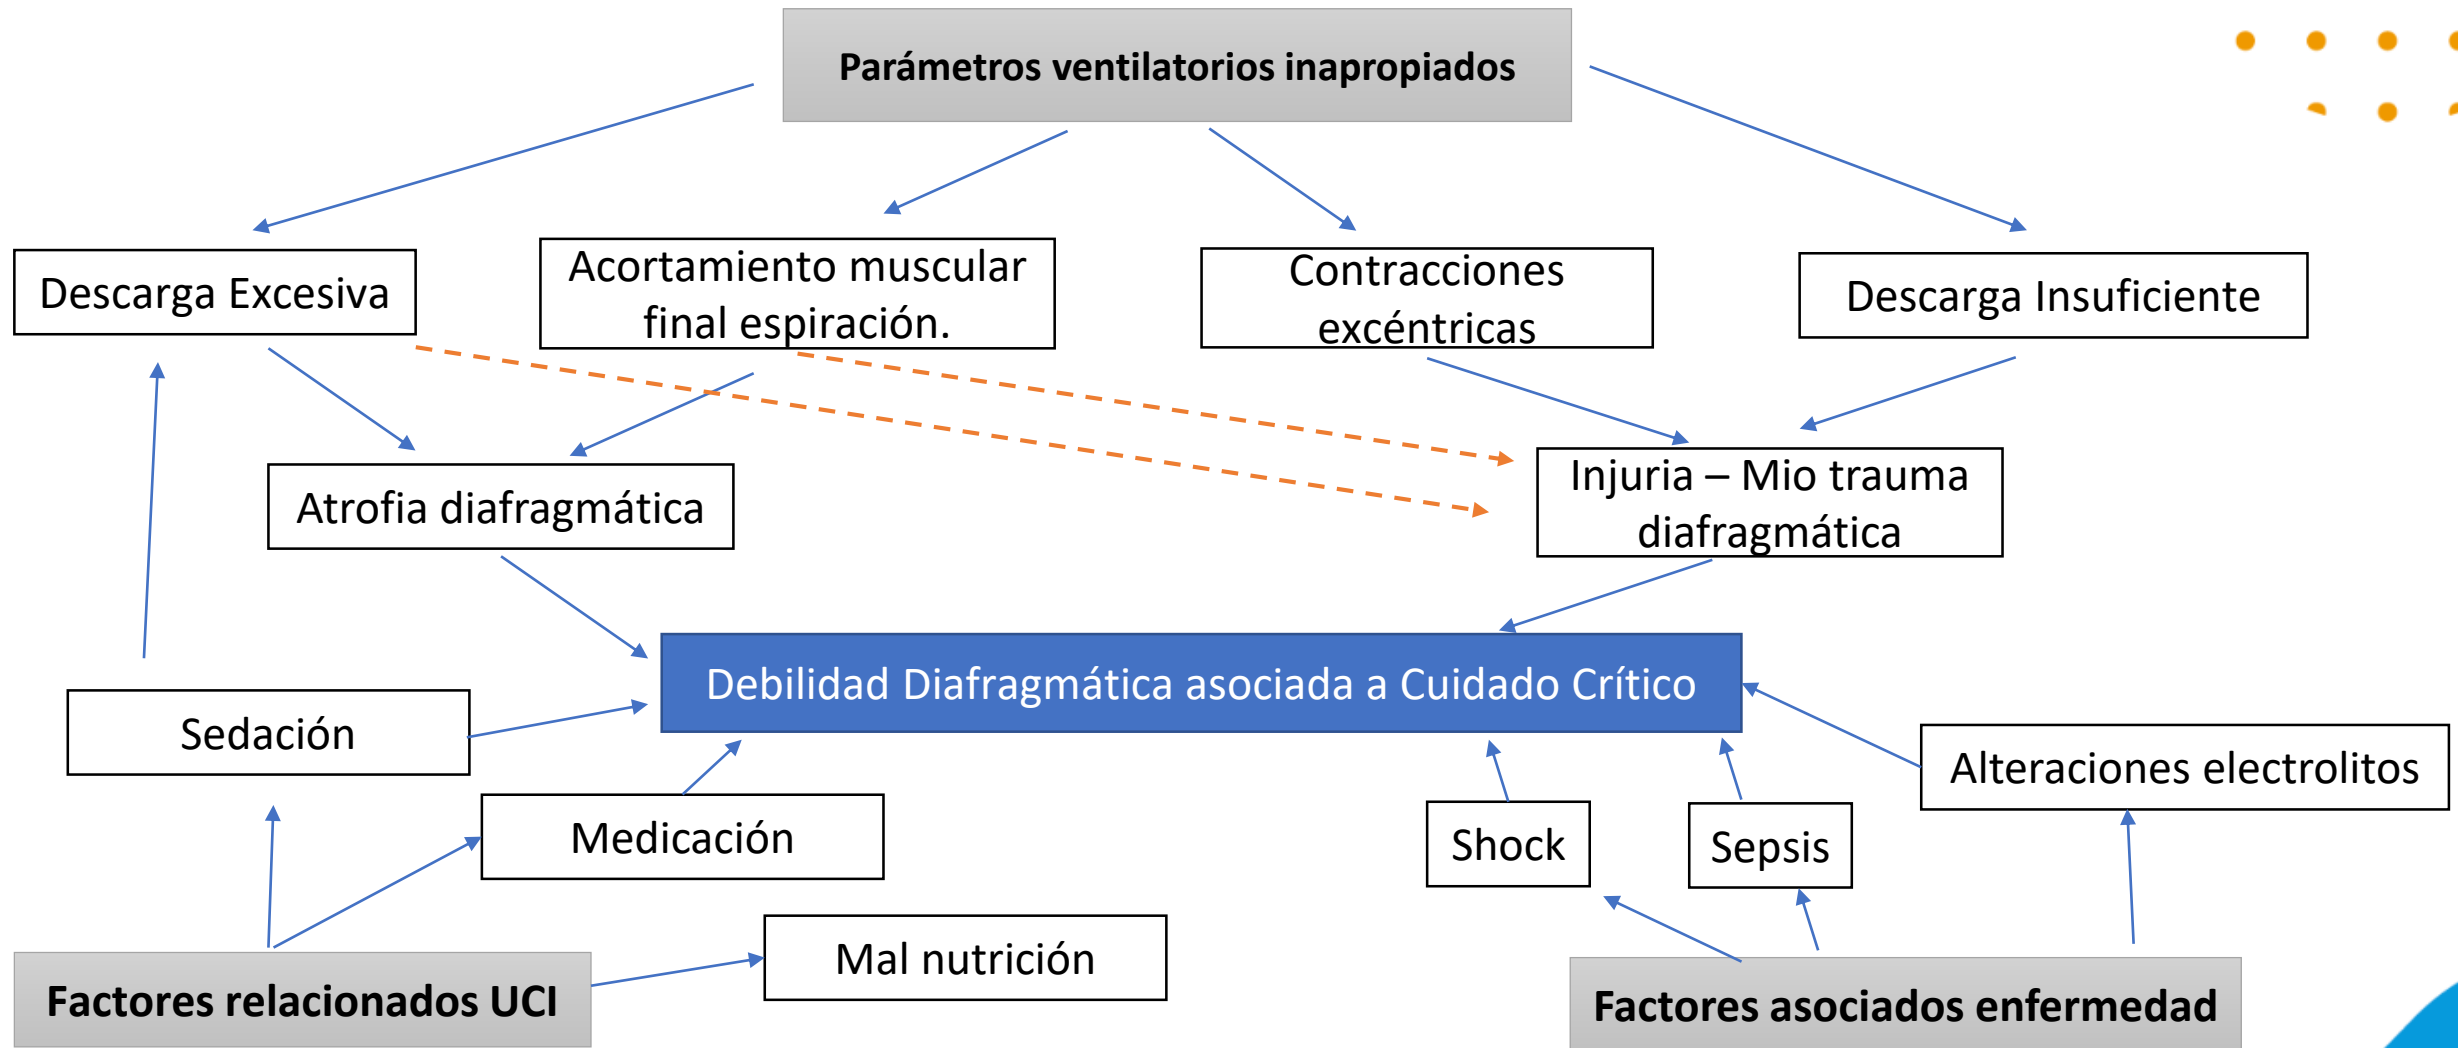 Parámetros ventilatorios inapropiados
Descarga Excesiva
Acortamiento muscular
final espiración.
Contracciones
excéntricas
Descarga Insuficiente
Atrofia diafragmática
Injuria – Mio trauma
diafragmática
Debilidad Diafragmática asociada a Cuidado Crítico
Sedación
Alteraciones electrolitos
Medicación
Shock
Sepsis
Mal nutrición
Factores relacionados UCI
Factores asociados enfermedad